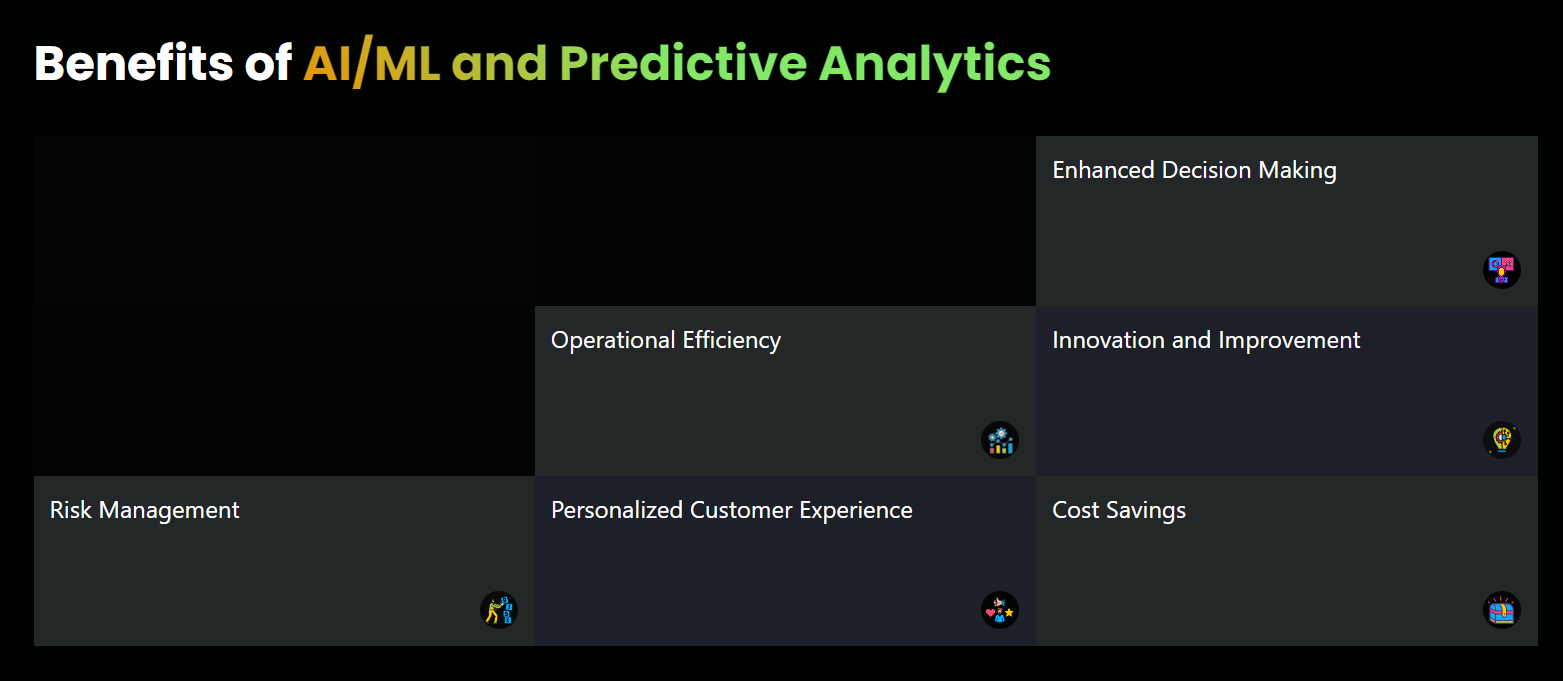 Benefits of AI/ML and Predictive Analytics
Enhanced Decision Making
Operational Efficiency
Innovation and Improvement
Risk Management
Personalized Customer Experience
Cost Savings